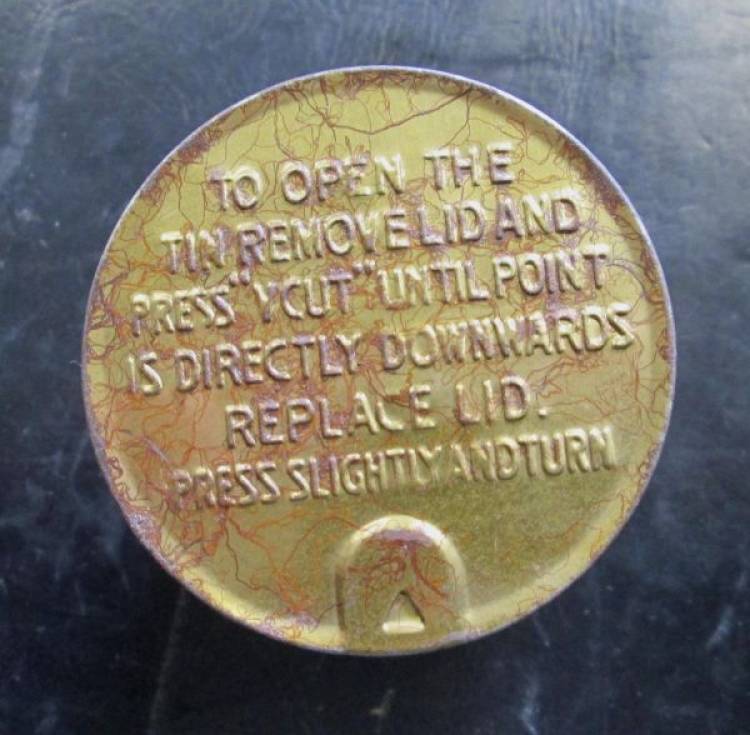 TO OPEN THE
TIN REMOVE LID AND
PRESS "YCUT" UNTIL POINT
IS DIRECTLY DOWNWARDS
REPLACE LID.
PRESS SLIGHTLY AND TURN